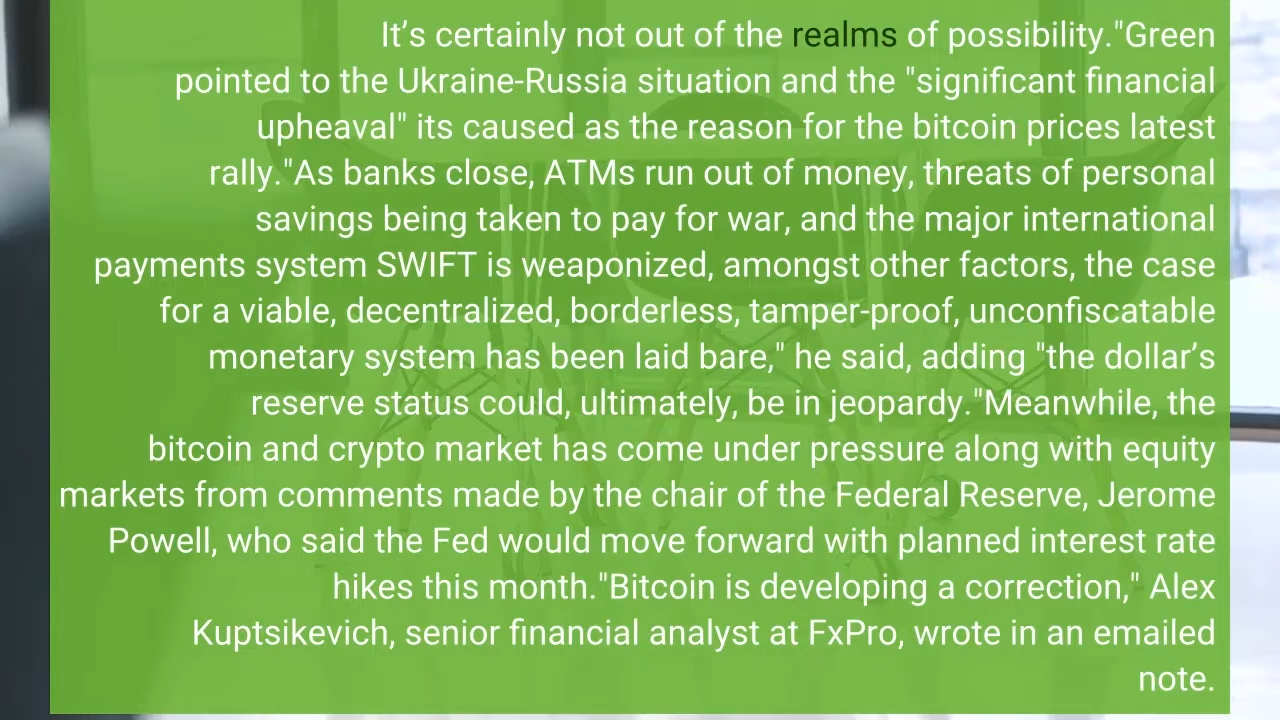 It’s certainly not out of the realms of possibility."Green
pointed to the Ukraine-Russia situation and the "significant financial
upheaval" its caused as the reason for the bitcoin prices latest
rally."As banks close, ATMs run out of money, threats of personal
savings being taken to pay for war, and the major international
payments system SWIFT is weaponized, amongst other factors, the case
for a viable, decentralized, borderless, tamper-proof, unconfiscatable
monetary system has been laid bare," he said, adding "the dollar’s
reserve status could, ultimately, be in jeopardy."Meanwhile, the
bitcoin and crypto market has come under pressure along with equity
markets from comments made by the chair of the Federal Reserve, Jerome
Powell, who said the Fed would move forward with planned interest rate
hikes this month."Bitcoin is developing a correction," Alex
Kuptsikevich, senior financial analyst at FxPro, wrote in an emailed
note.